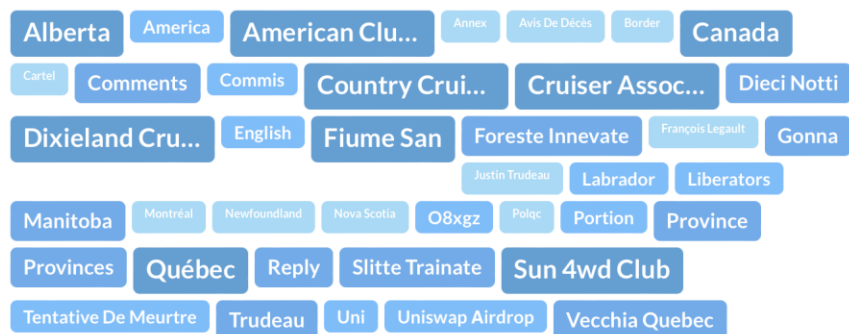 Alberta America American Clu... Annex Avis De Décès Border Canada
Cartel Comments Commis Country Crui... Cruiser Assoc... Dieci Notti
Dixieland Cru... English Fiume San Foreste Innevate François Legault Gonna
Justin Trudeau Labrador Liberators
Manitoba Montréal Newfoundland Nova Scotia O8xgz Polqc Portion Province
Provinces Québec Reply Slitte Trainate Sun 4wd Club
Tentative De Meurtre Trudeau Uni Uniswap Airdrop Vecchia Quebec